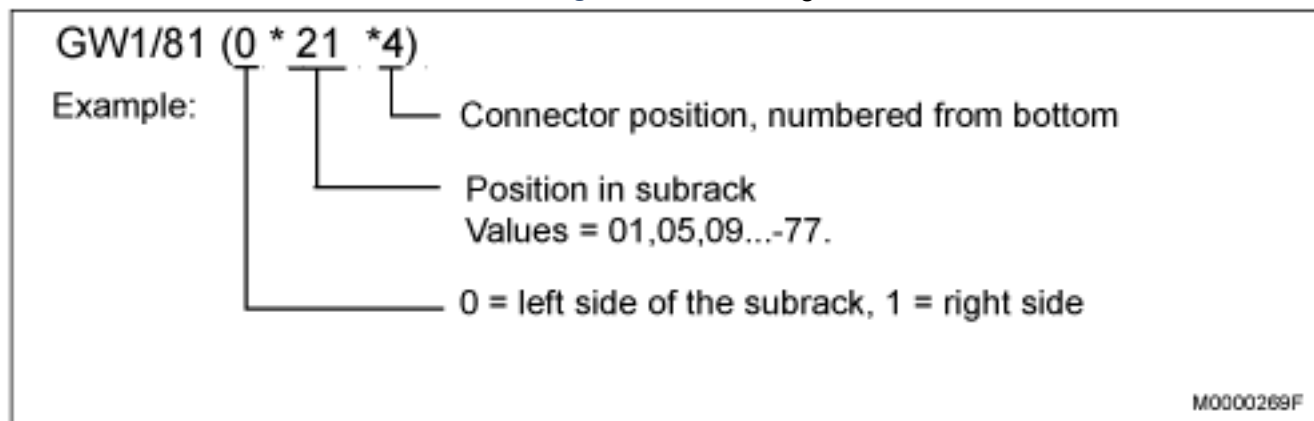 GW1/81 (0 * 21 *4)
Example:
Connector position, numbered from bottom
Position in subrack
Values = 01,05,09...-77.
0 = left side of the subrack, 1 = right side
M0000269F